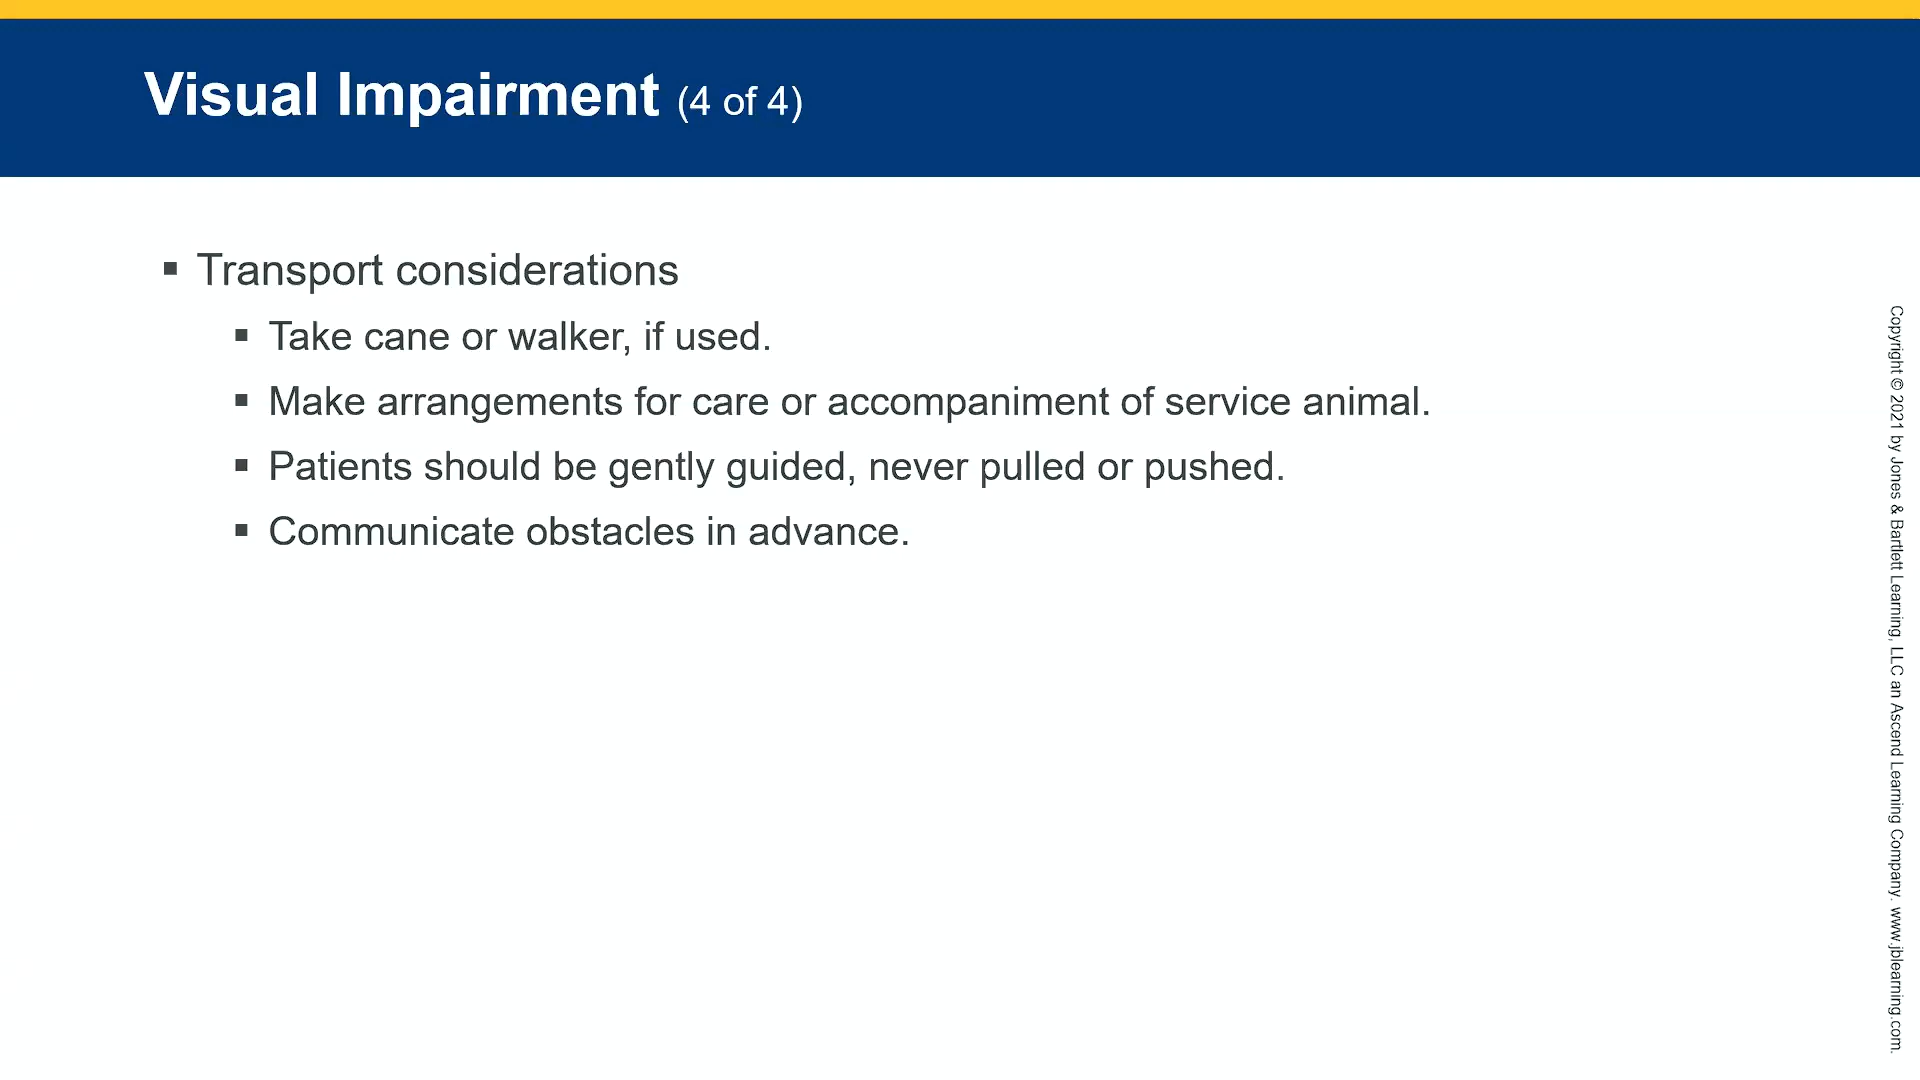 Visual Impairment (4 of 4)
▪ Transport considerations
▪ Take cane or walker, if used.
▪ Make arrangements for care or accompaniment of service animal.
▪ Patients should be gently guided, never pulled or pushed.
▪ Communicate obstacles in advance.
Copyright © 2021 by Jones & Bartlett Learning, LLC an Ascend Learning Company. www.jblearning.com.